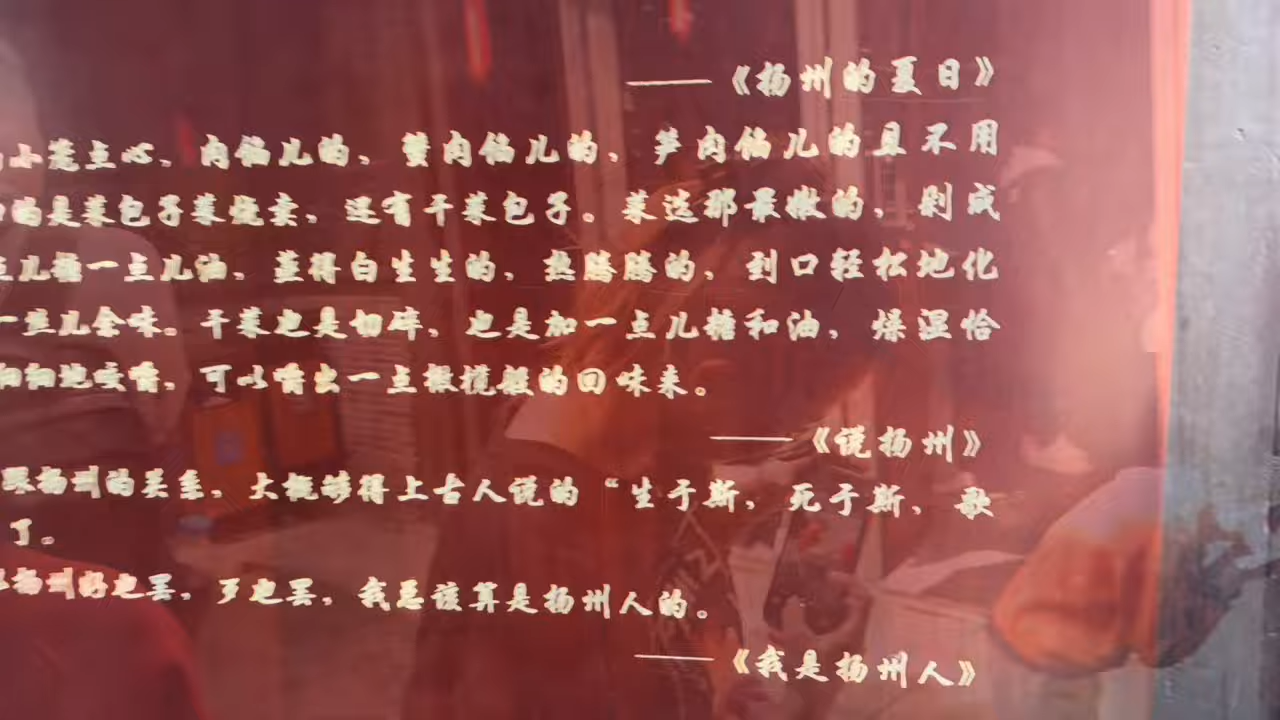 ——《扬州的夏日》
小笼点心，肉馅儿的，蟹肉馅儿的，笋肉馅儿的且不用
的是菜包子菜烧卖，还有干菜包子。菜选那最嫩的，剁成
点儿糖一点儿油，蒸得白生生的，热腾腾的，到口轻松地化
一丝儿余味。干菜也是切碎，也是加一点儿糖和油，燥湿恰
细细地咬嚼，可以嚼出一点橄榄般的回味来。
——《说扬州》
跟扬州的关系，大概够得上古人说的“生于斯，死于斯，歌
了。
扬州好也罢，歹也罢，我总该算是扬州人的。
——《我是扬州人》